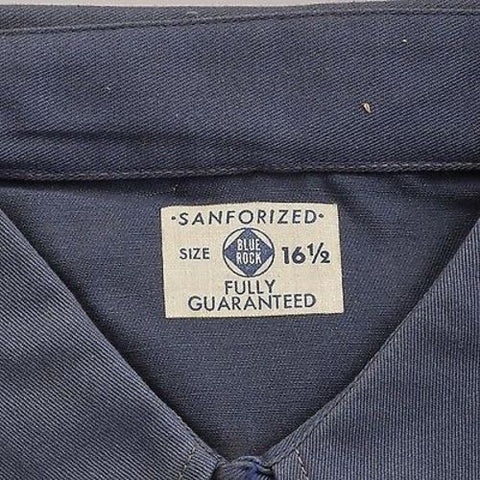 ·SANFORIZED·
SIZE BLUE ROCK 16½
FULLY
GUARANTEED